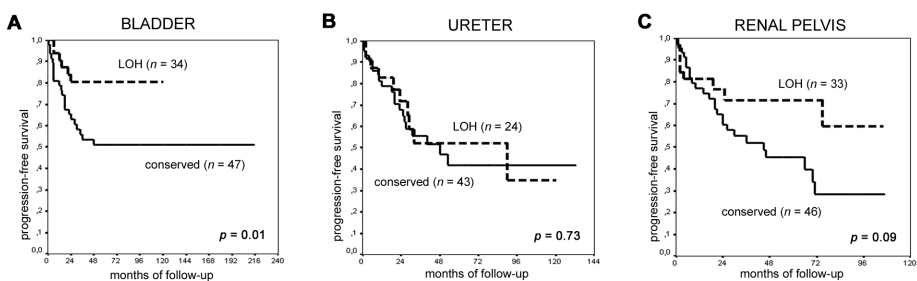 A
BLADDER
progression-free survival
1,0
,9
,8
,7
,6
,5
,4
,3
,2
,1
0,0
LOH (n = 34)
conserved (n = 47)
p = 0.01
0 24 48 72 96 120 144 168 192 216 240
months of follow-up
B
URETER
progression-free survival
1,0
,9
,8
,7
,6
,5
,4
,3
,2
,1
0,0
LOH (n = 24)
conserved (n = 43)
p = 0.73
0 24 48 72 96 120 144
months of follow-up
C
RENAL PELVIS
progression-free survival
1,0
,9
,8
,7
,6
,5
,4
,3
,2
,1
0,0
LOH (n = 33)
conserved (n = 46)
p = 0.09
0 24 48 72 96 120
months of follow-up